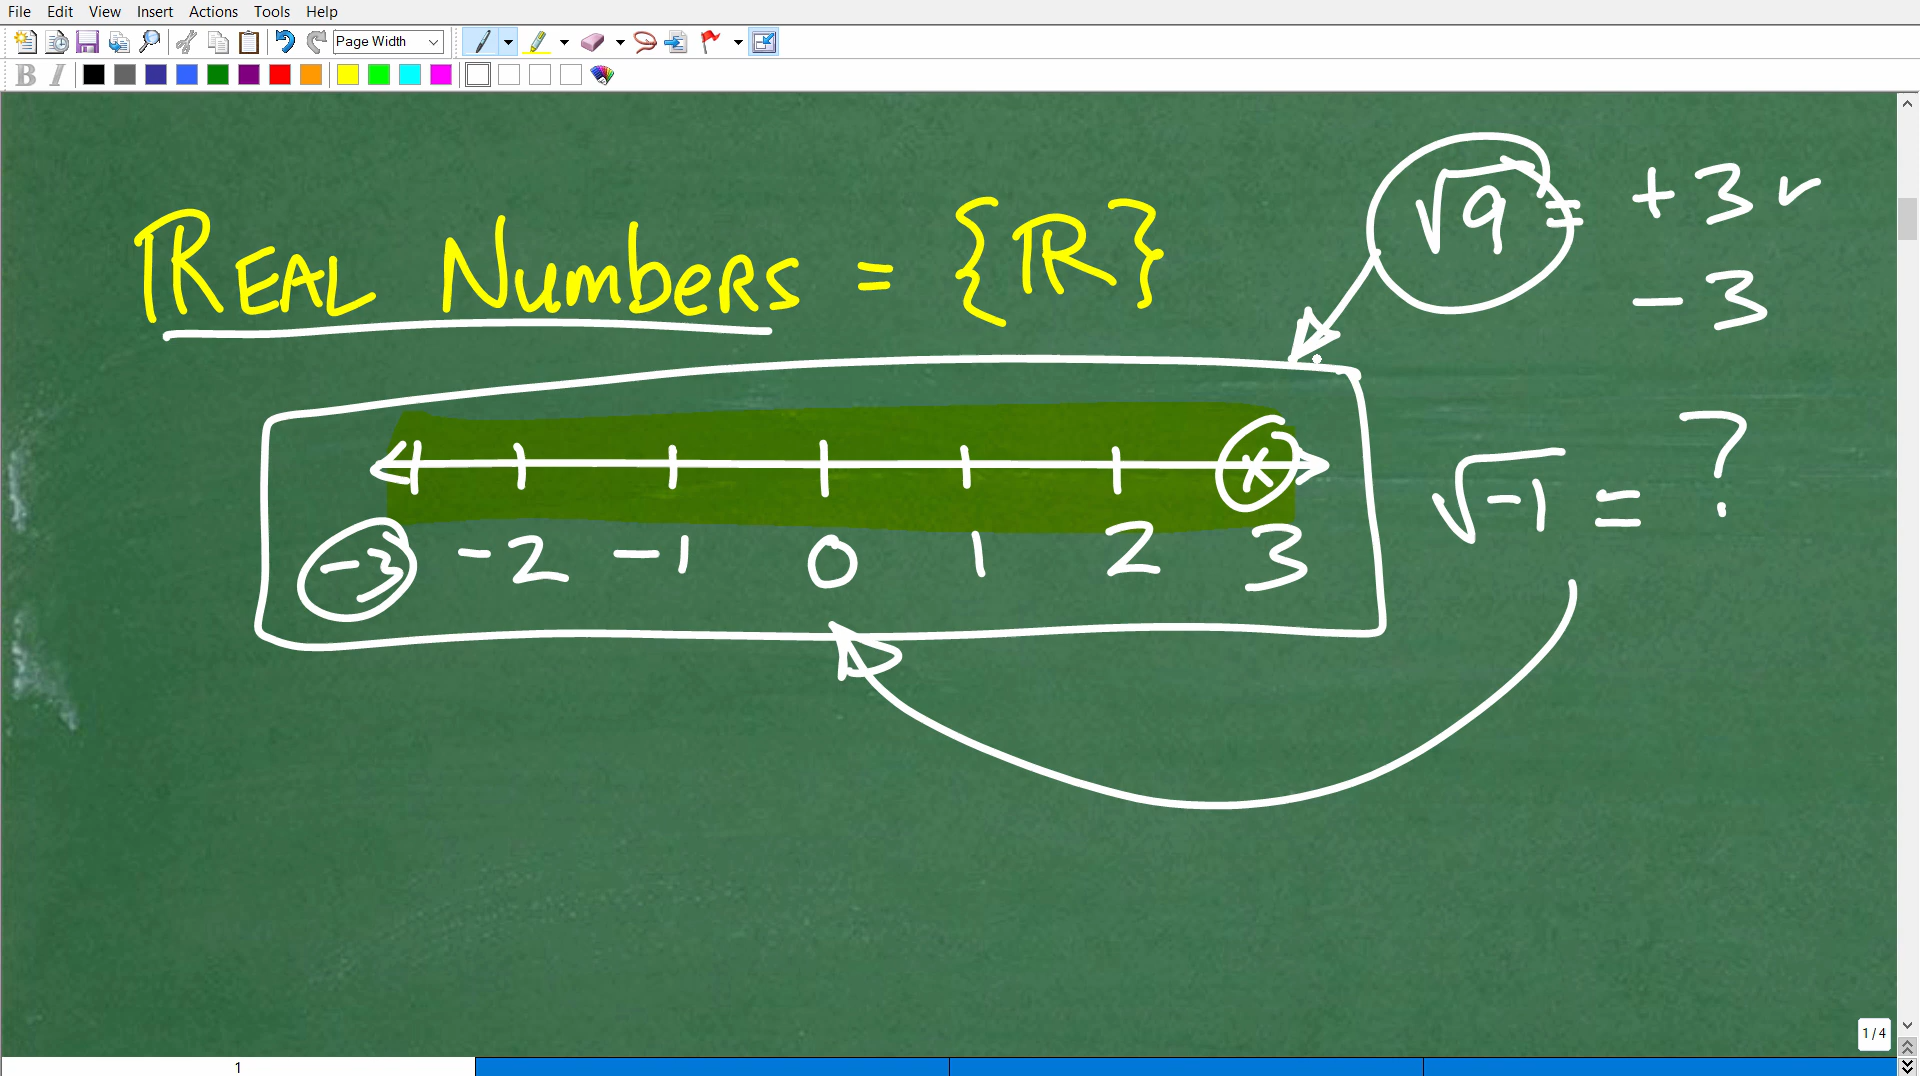 File Edit View Insert Actions Tools Help
Page Width
B I
REAL NumbeRs = {R}
√9 = +3 ✓
-3
-3 -2 -1 0 1 2 3
√-1 = ?
1 / 4
1